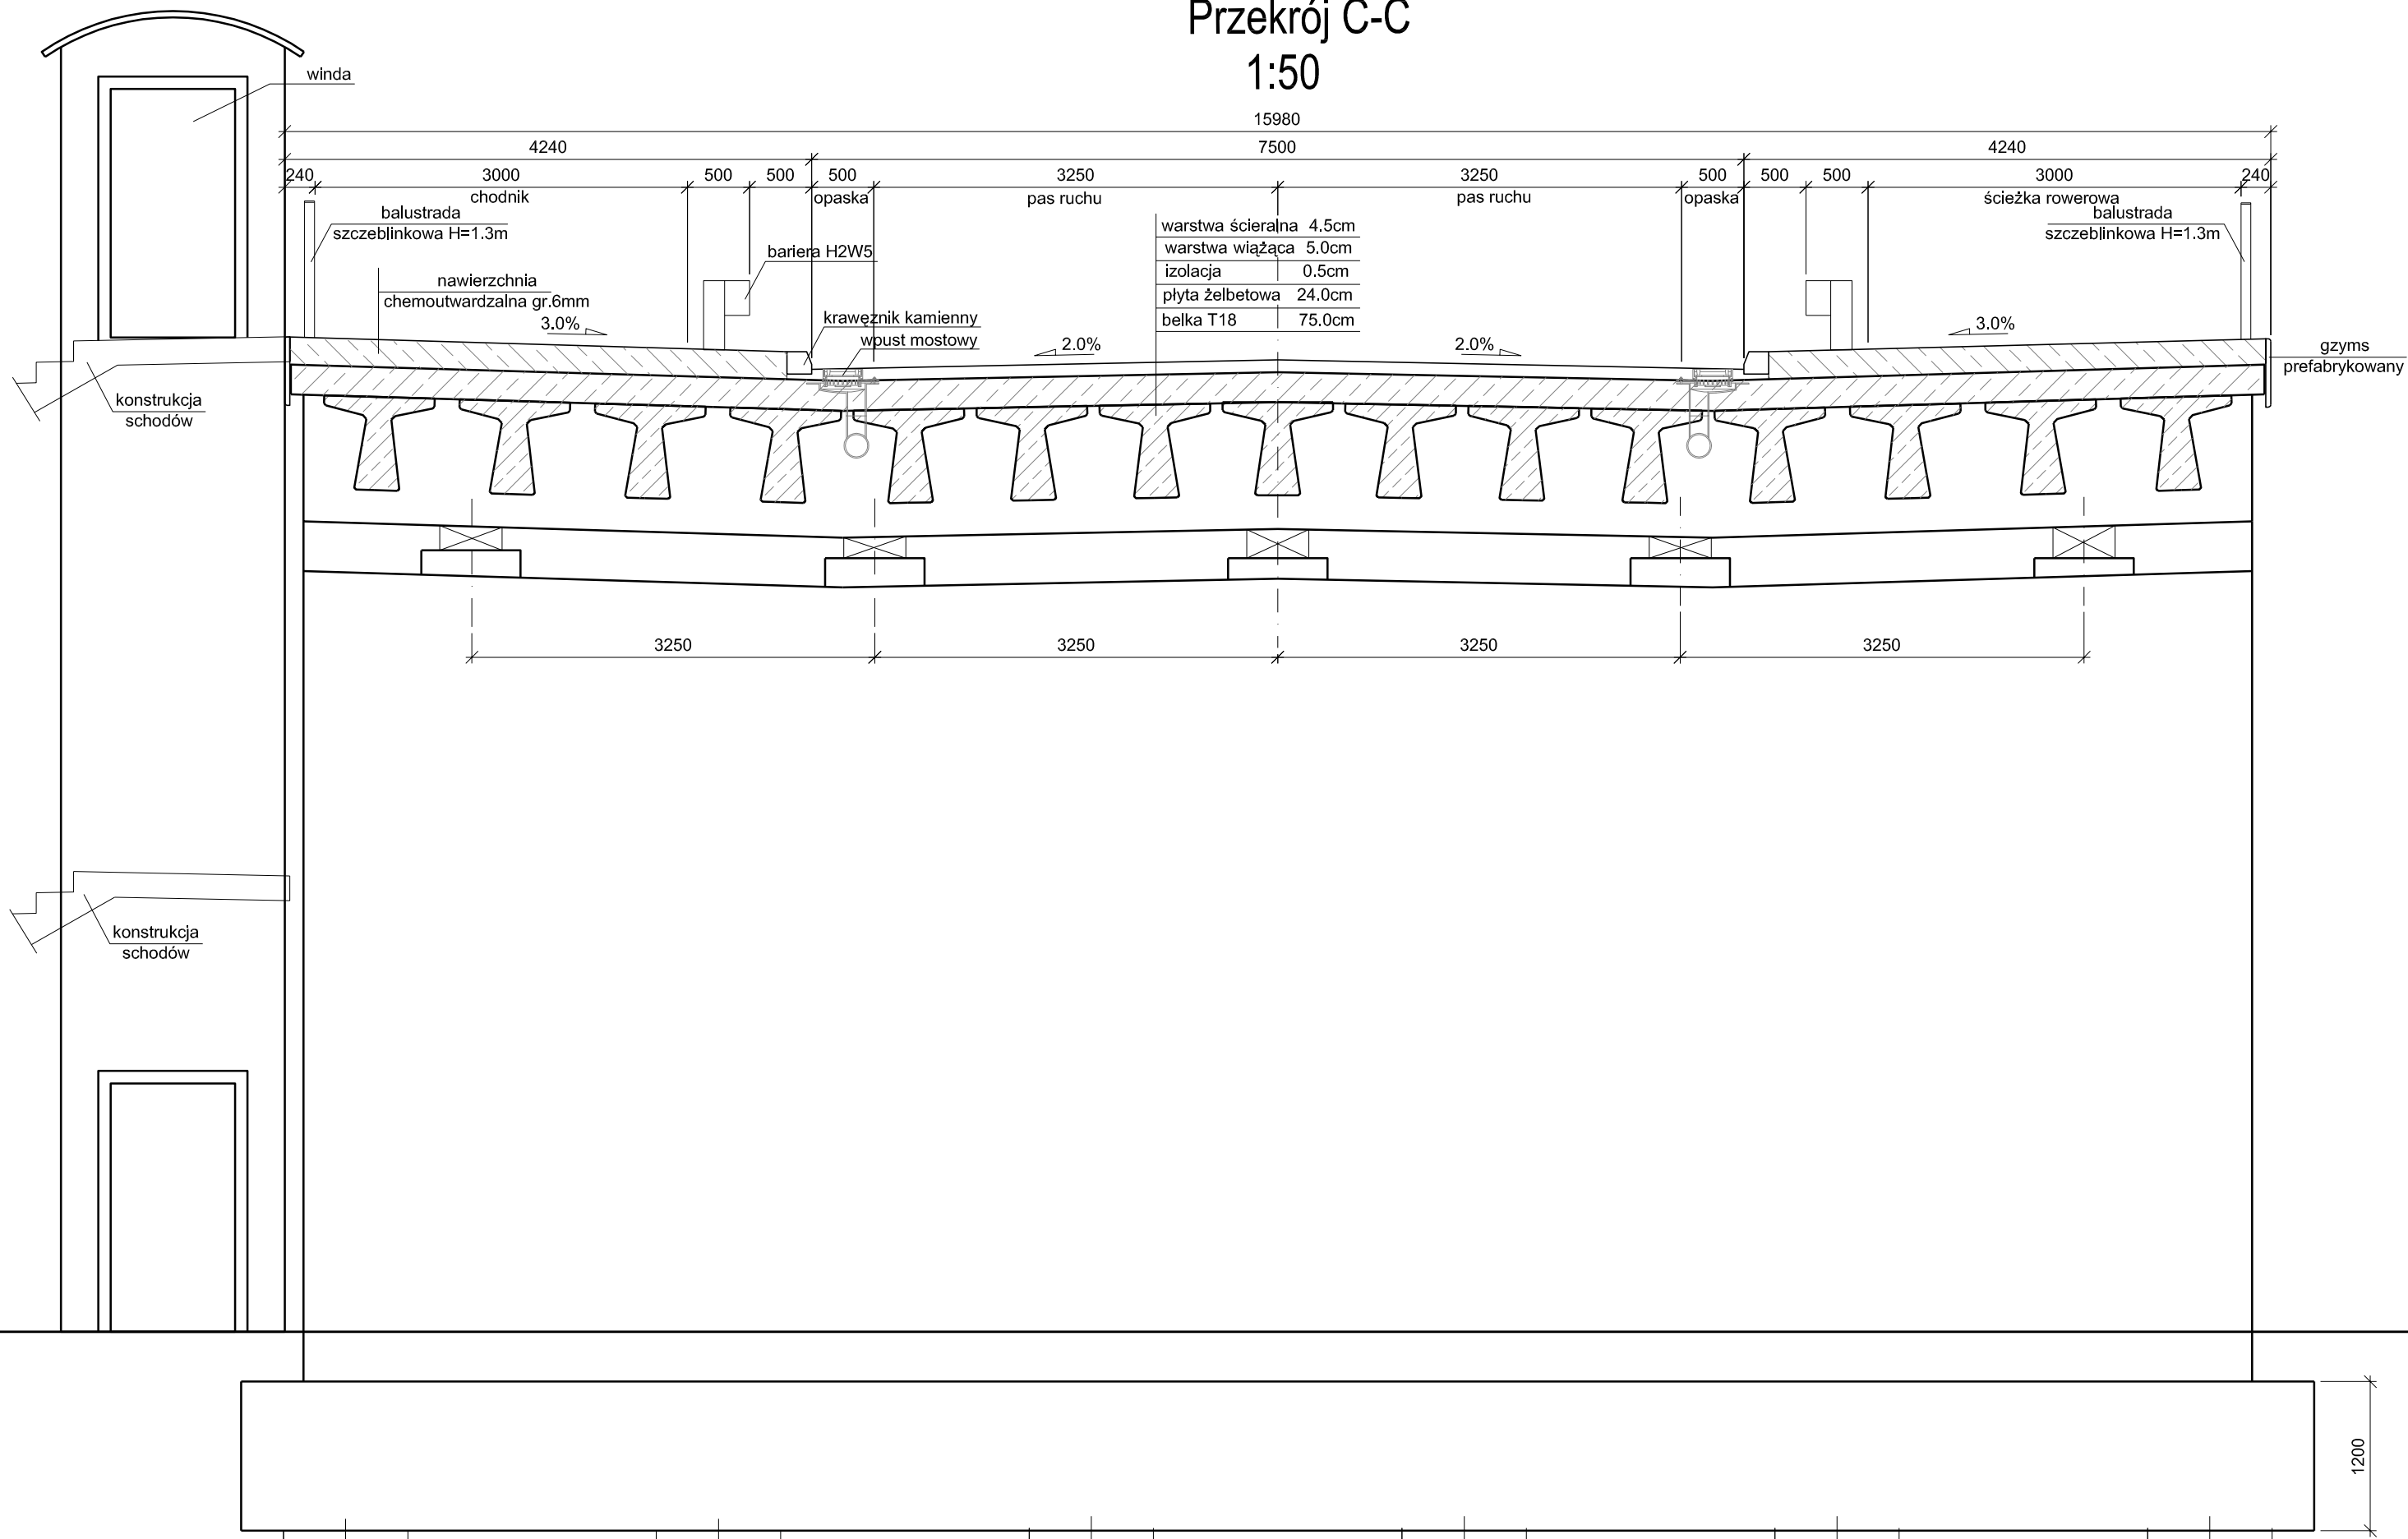 Przekrój C-C
1:50
winda
15980
4240 7500 4240
240 3000 500 500 500 3250 3250 500 500 500 3000 240
chodnik opaska pas ruchu pas ruchu opaska ścieżka rowerowa
balustrada
szczeblinkowa H=1.3m
nawierzchnia
chemoutwardzalna gr.6mm
3.0%
bariera H2W5
krawężnik kamienny
wpust mostowy
warstwa ścieralna 4.5cm
warstwa wiążąca 5.0cm
izolacja 0.5cm
płyta żelbetowa 24.0cm
belka T18 75.0cm
2.0%
2.0%
3.0%
balustrada
szczeblinkowa H=1.3m
gzyms
prefabrykowany
konstrukcja
schodów
3250 3250 3250 3250
konstrukcja
schodów
1200